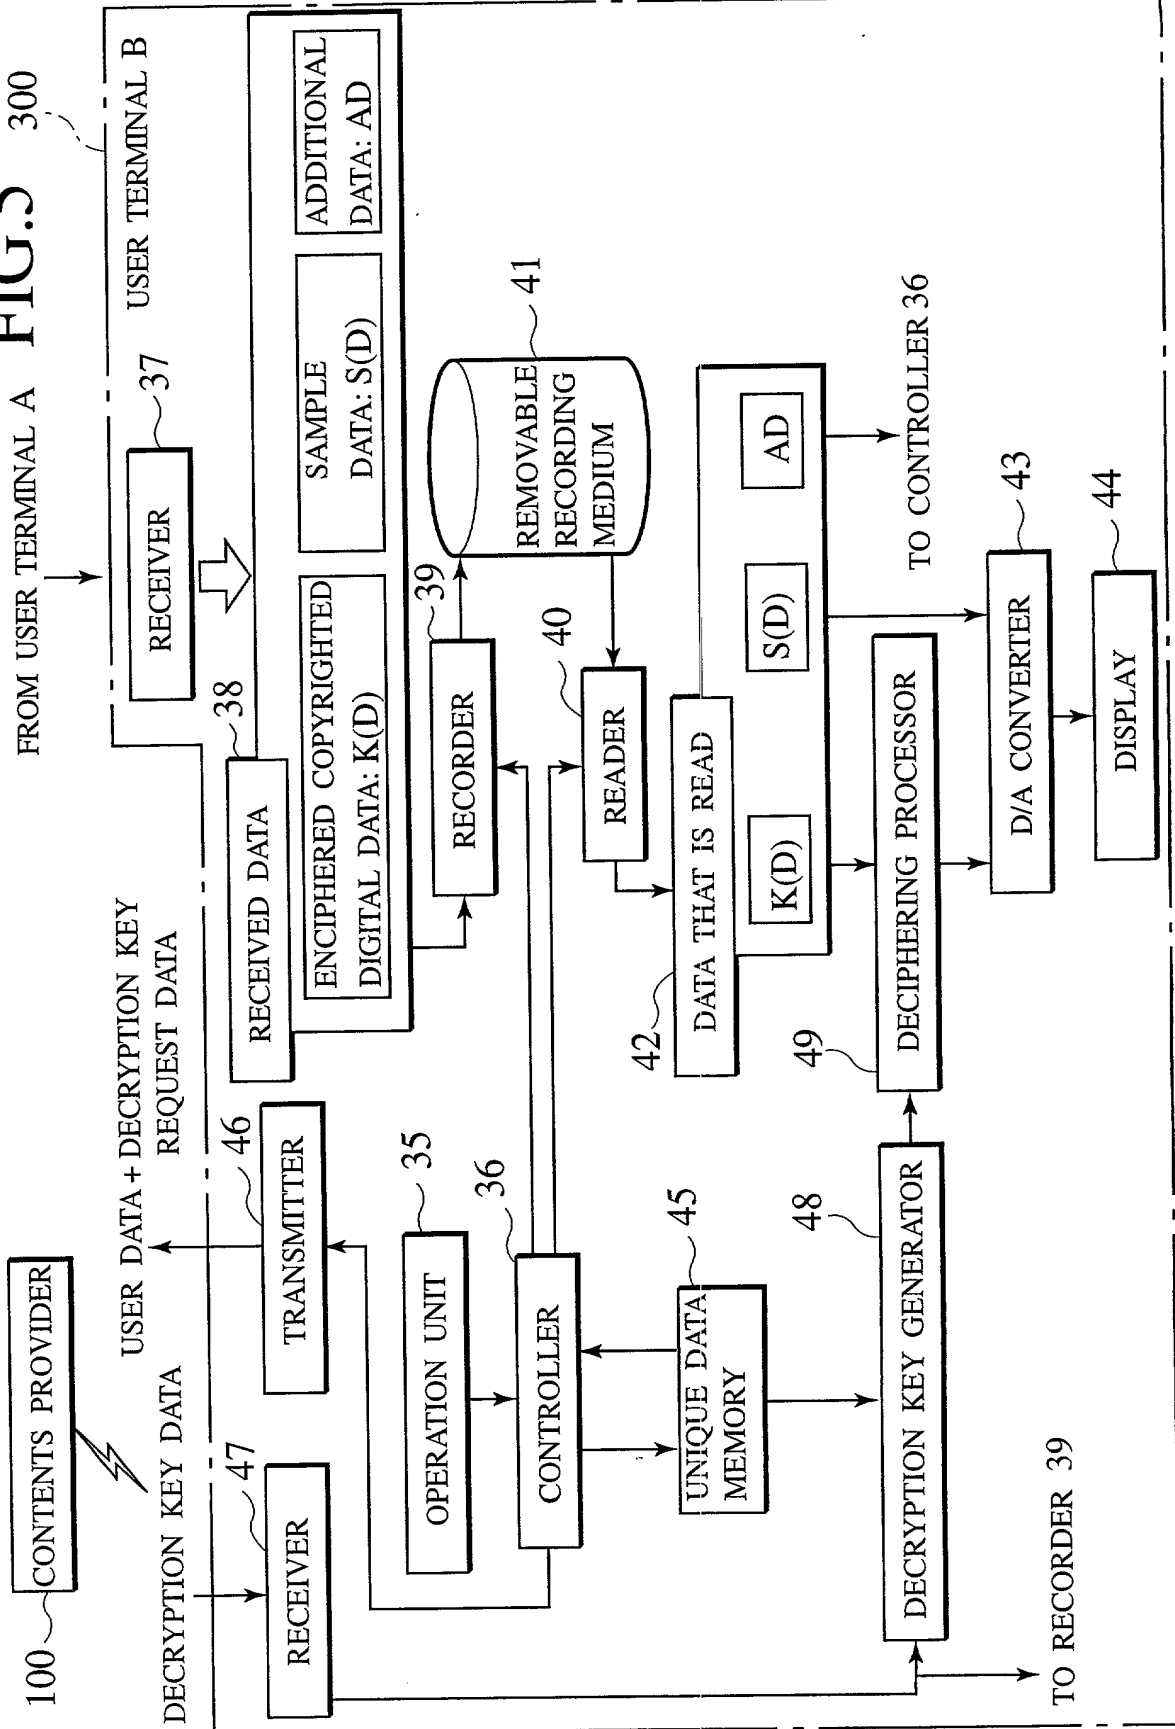 FIG.5
FROM USER TERMINAL A
300
USER TERMINAL B
100
CONTENTS PROVIDER
DECRYPTION KEY DATA
USER DATA + DECRYPTION KEY
REQUEST DATA
47
RECEIVER
46
TRANSMITTER
37
RECEIVER
38
RECEIVED DATA
ENCIPHERED COPYRIGHTED
DIGITAL DATA: K(D)
SAMPLE
DATA: S(D)
ADDITIONAL
DATA: AD
35
OPERATION UNIT
36
CONTROLLER
39
RECORDER
40
READER
41
REMOVABLE
RECORDING
MEDIUM
45
UNIQUE DATA
MEMORY
42
DATA THAT IS READ
K(D)
S(D)
AD
TO CONTROLLER 36
48
DECRYPTION KEY GENERATOR
49
DECIPHERING PROCESSOR
43
D/A CONVERTER
44
DISPLAY
TO RECORDER 39